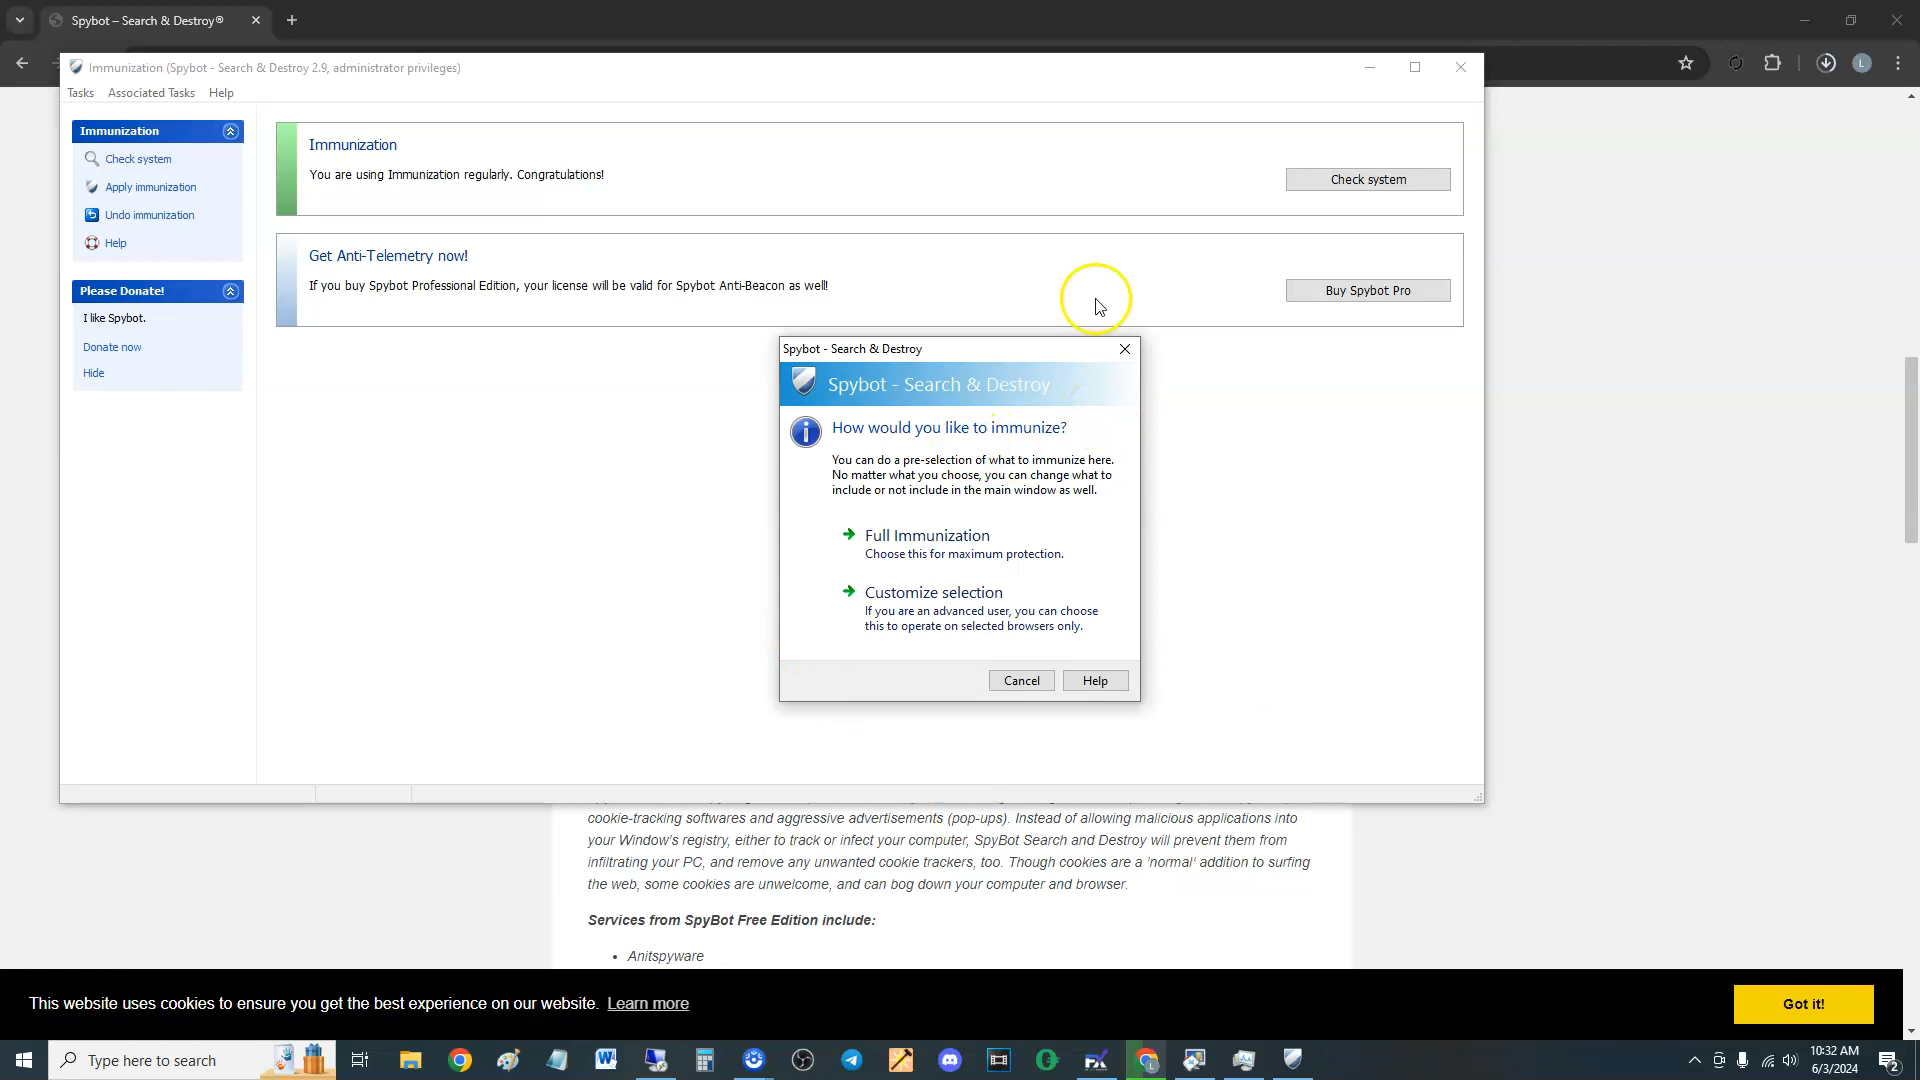 Spybot – Search & Destroy®
Immunization (Spybot - Search & Destroy 2.9, administrator privileges)
L
Tasks Associated Tasks Help
Immunization
Check system
Apply immunization
Undo immunization
Help
Please Donate!
I like Spybot.
Donate now
Hide
Immunization
You are using Immunization regularly. Congratulations!
Check system
Get Anti-Telemetry now!
If you buy Spybot Professional Edition, your license will be valid for Spybot Anti-Beacon as well!
Buy Spybot Pro
Spybot - Search & Destroy
Spybot - Search & Destroy
How would you like to immunize?
You can do a pre-selection of what to immunize here.
No matter what you choose, you can change what to
include or not include in the main window as well.
Full Immunization
Choose this for maximum protection.
Customize selection
If you are an advanced user, you can choose
this to operate on selected browsers only.
Cancel Help
cookie-tracking softwares and aggressive advertisements (pop-ups). Instead of allowing malicious applications into
your Window's registry, either to track or infect your computer, SpyBot Search and Destroy will prevent them from
infiltrating your PC, and remove any unwanted cookie trackers, too. Though cookies are a 'normal' addition to surfing
the web, some cookies are unwelcome, and can bog down your computer and browser.
Services from SpyBot Free Edition include:
• Anitspyware
This website uses cookies to ensure you get the best experience on our website. Learn more
Got it!
Type here to search
10:32 AM
6/3/2024
2